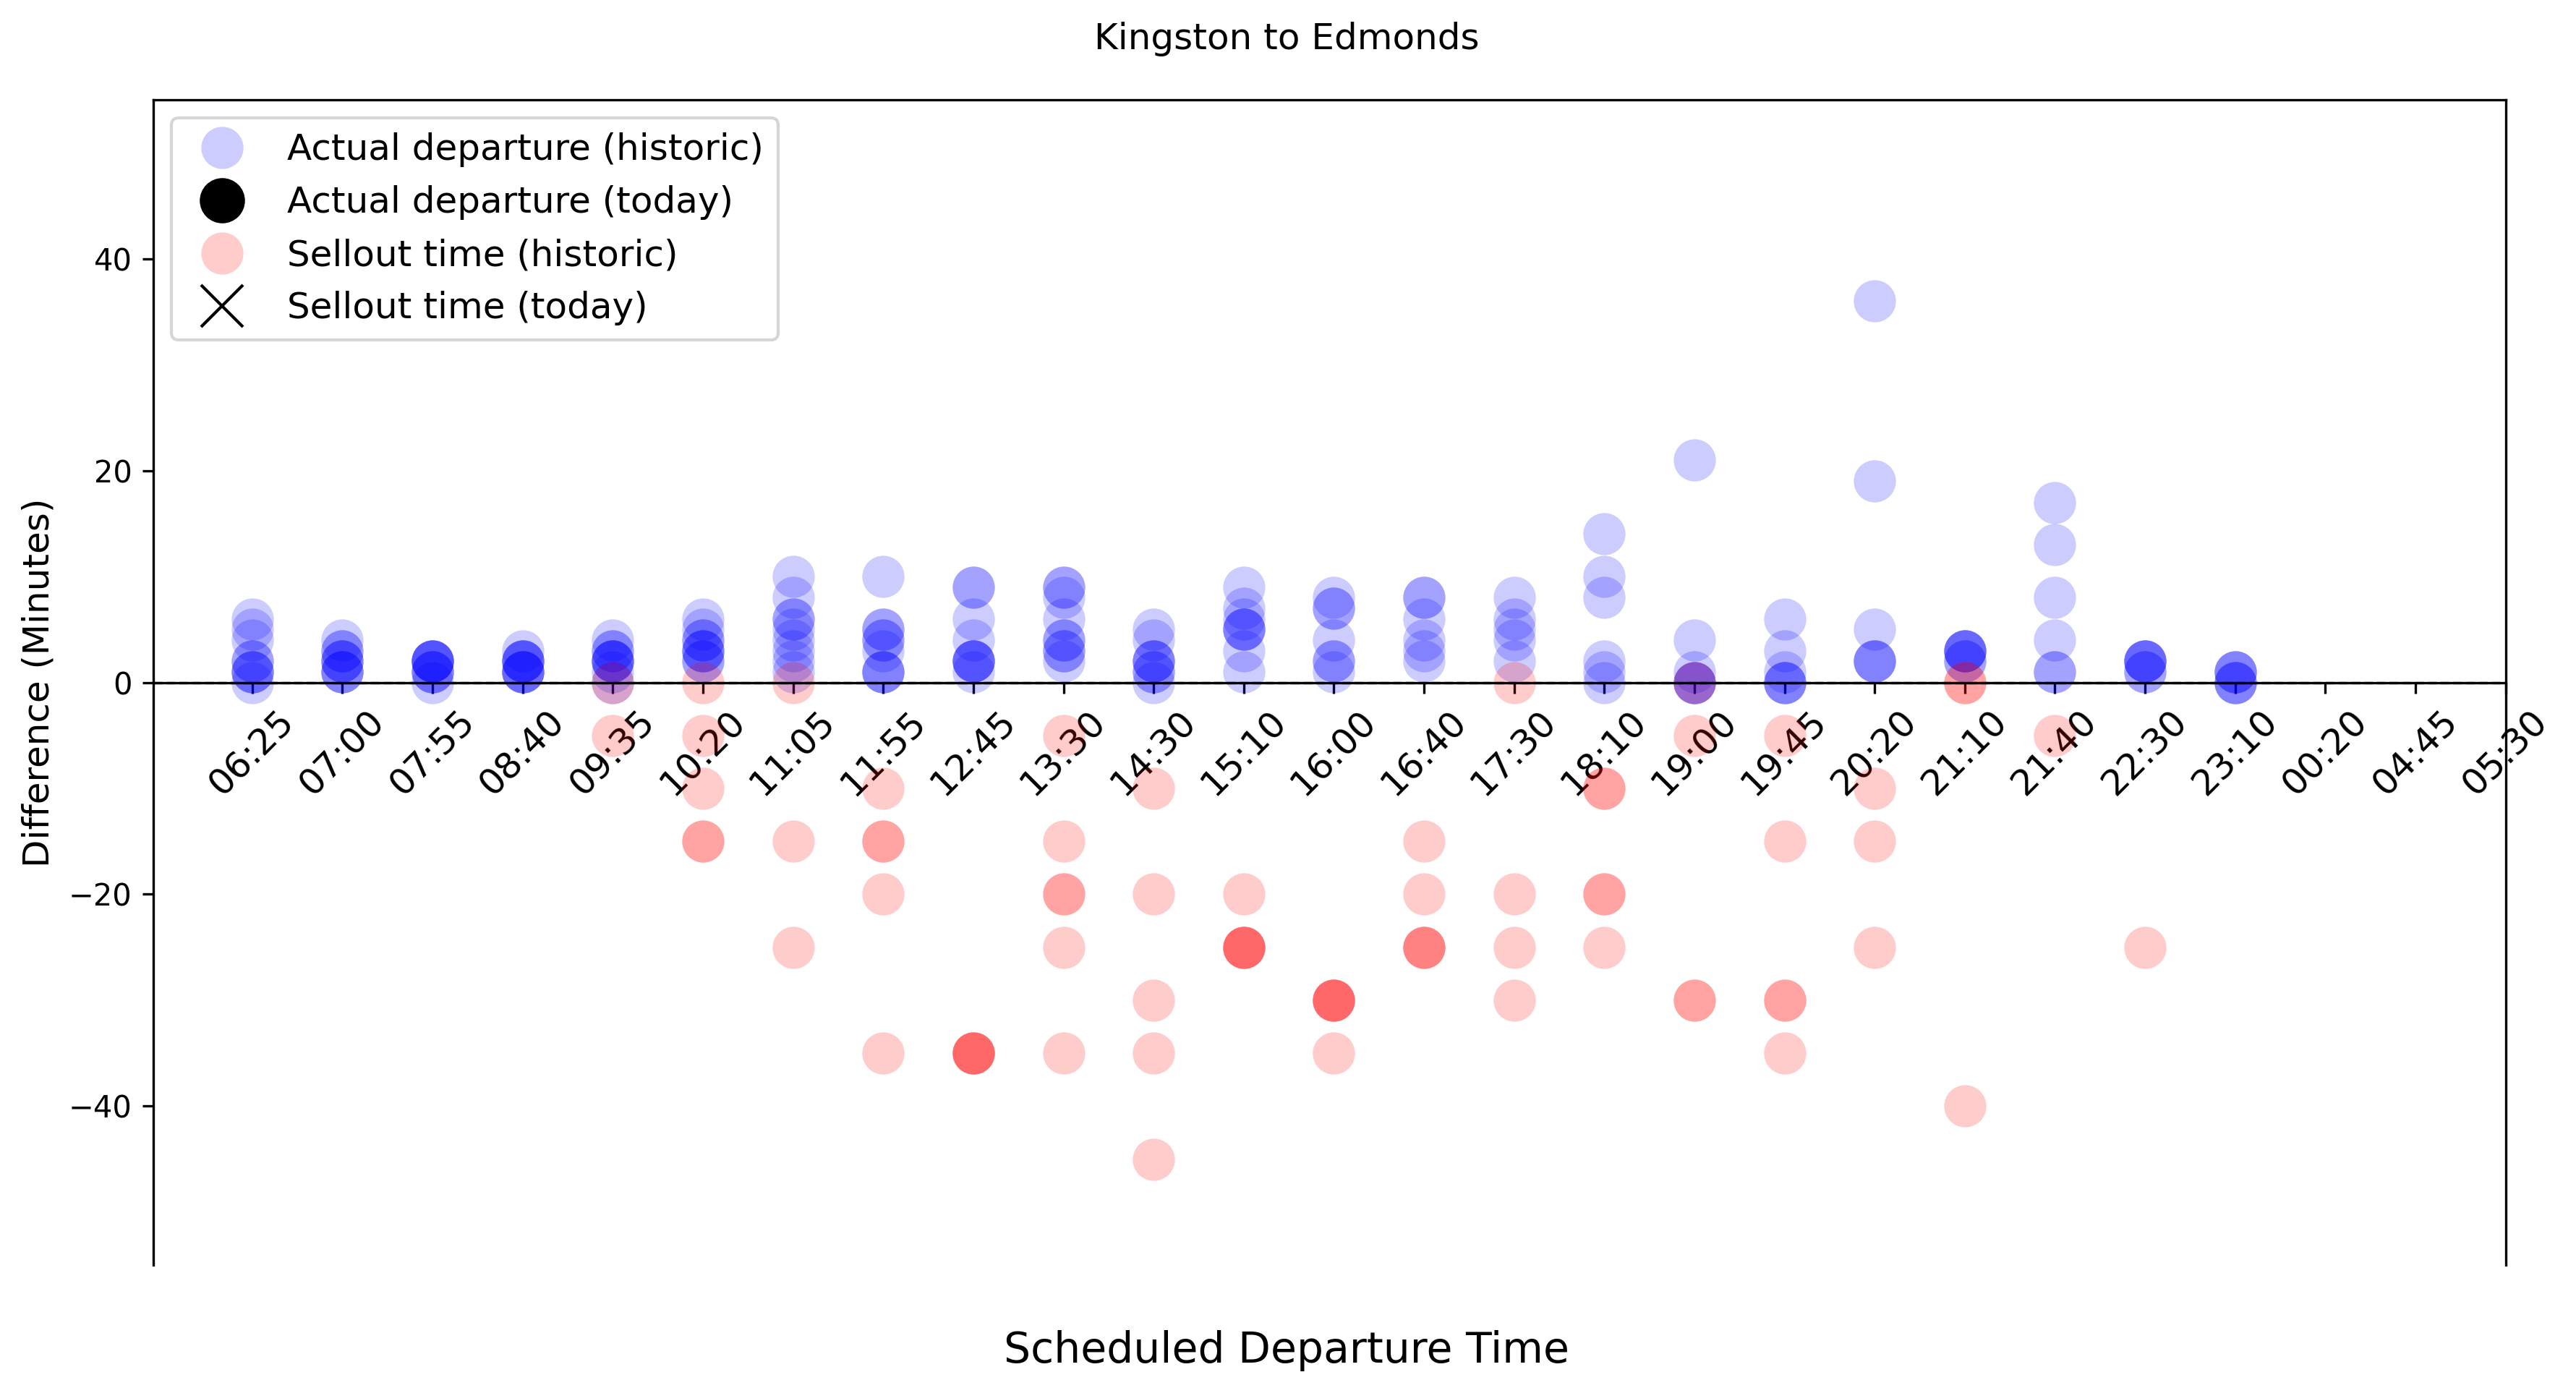 Kingston to Edmonds
Actual departure (historic)
Actual departure (today)
Sellout time (historic)
Sellout time (today)
Difference (Minutes)
40
20
0
−20
−40
06:25 07:00 07:55 08:40 09:35 10:20 11:05 11:55 12:45 13:30 14:30 15:10 16:00 16:40 17:30 18:10 19:00 19:45 20:20 21:10 21:40 22:30 23:10 00:20 04:45 05:30
Scheduled Departure Time